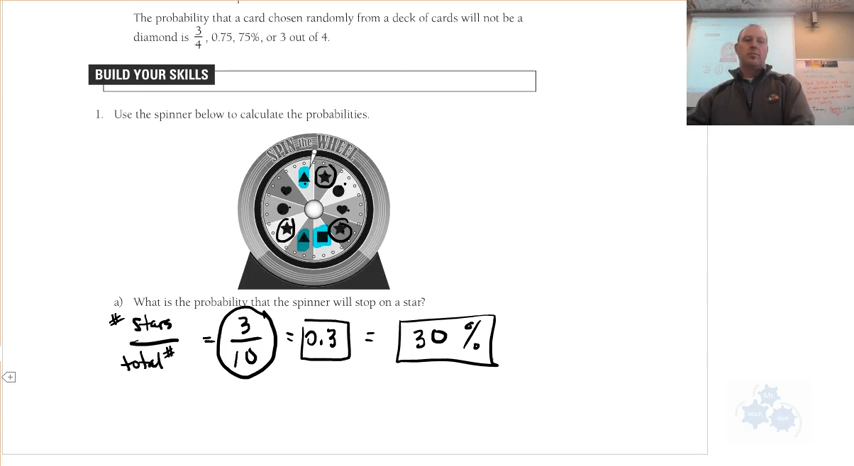 The probability that a card chosen randomly from a deck of cards will not be a
diamond is 3/4, 0.75, 75%, or 3 out of 4.
BUILD YOUR SKILLS
1. Use the spinner below to calculate the probabilities.
SPIN the WHEEL
a) What is the probability that the spinner will stop on a star?
# stars / total # = 3/10 = 0.3 = 30 %